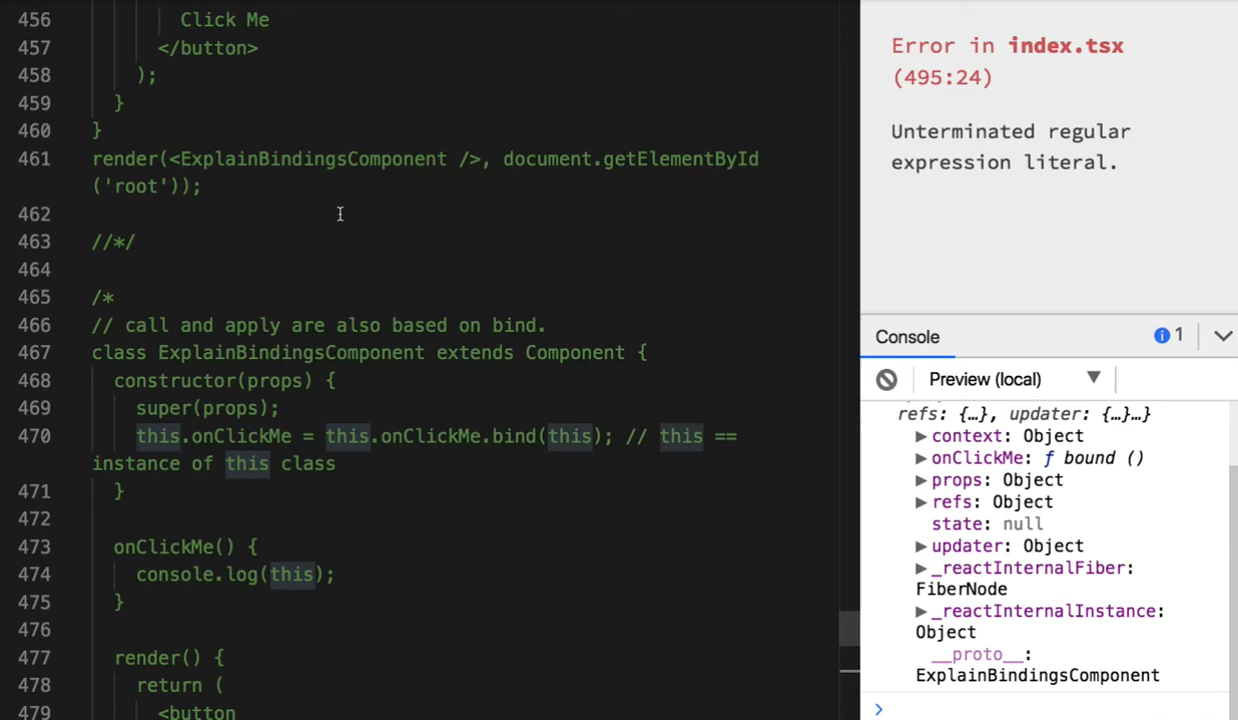 456 Click Me
457 </button>
458 );
459 }
460 }
461 render(<ExplainBindingsComponent />, document.getElementById
('root'));
462
463 //*/
464
465 /*
466 // call and apply are also based on bind.
467 class ExplainBindingsComponent extends Component {
468 constructor(props) {
469 super(props);
470 this.onClickMe = this.onClickMe.bind(this); // this ==
instance of this class
471 }
472
473 onClickMe() {
474 console.log(this);
475 }
476
477 render() {
478 return (
479 <button
Error in index.tsx
(495:24)
Unterminated regular
expression literal.
Console 1
Preview (local) ▼
refs: {…}, updater: {…}…}
▶context: Object
▶onClickMe: ƒ bound ()
▶props: Object
▶refs: Object
state: null
▶updater: Object
▶_reactInternalFiber:
FiberNode
▶_reactInternalInstance:
Object
__proto__:
ExplainBindingsComponent
>